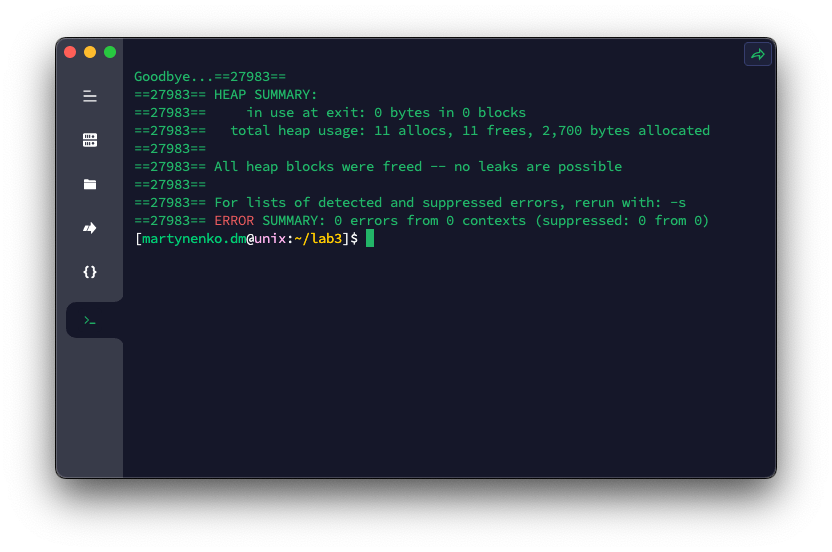 Goodbye...==27983==
==27983== HEAP SUMMARY:
==27983==     in use at exit: 0 bytes in 0 blocks
==27983==   total heap usage: 11 allocs, 11 frees, 2,700 bytes allocated
==27983==
==27983== All heap blocks were freed -- no leaks are possible
==27983==
==27983== For lists of detected and suppressed errors, rerun with: -s
==27983== ERROR SUMMARY: 0 errors from 0 contexts (suppressed: 0 from 0)
[martynenko.dm@unix:~/lab3]$